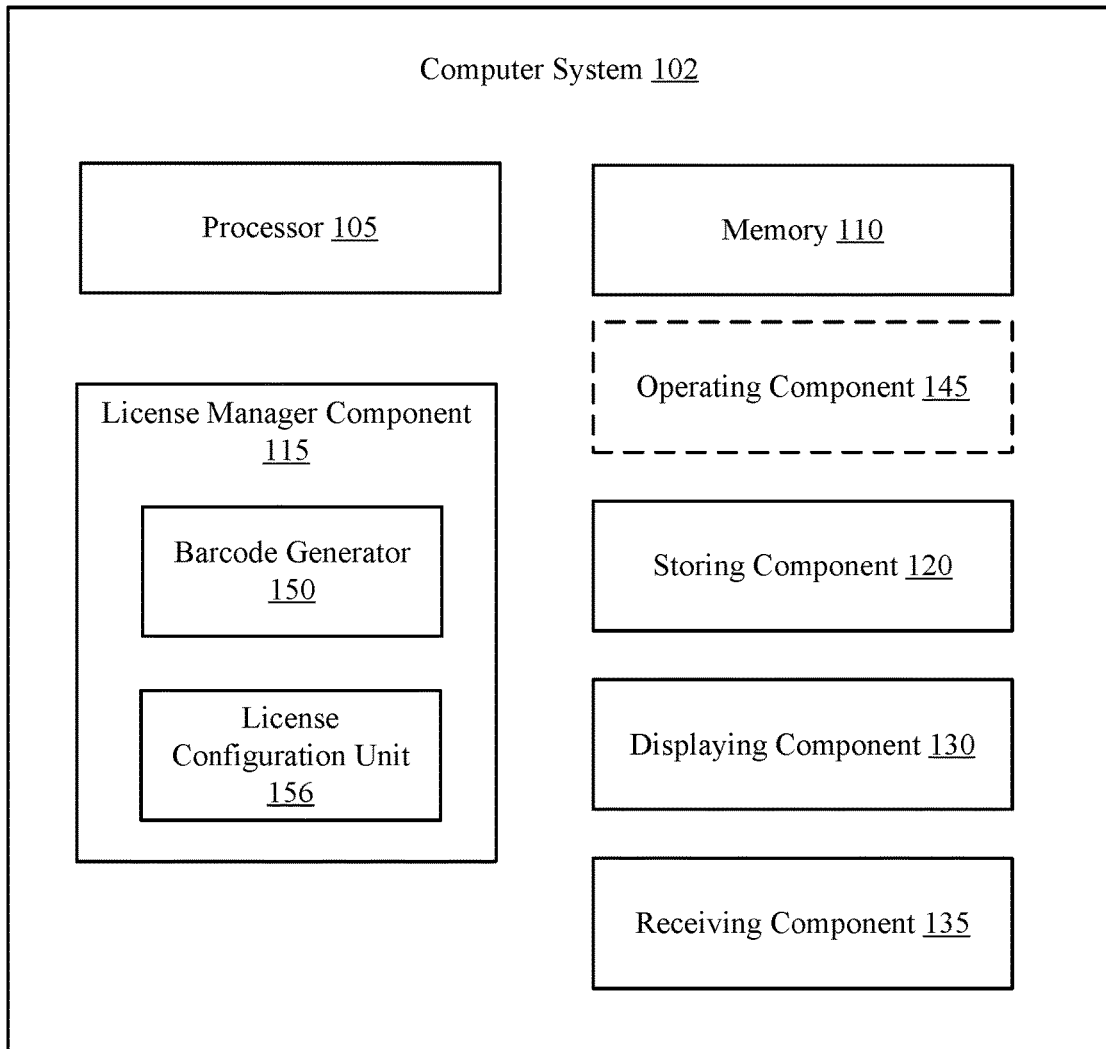 Computer System 102
Processor 105
Memory 110
Operating Component 145
License Manager Component
115
Barcode Generator
150
Storing Component 120
License
Configuration Unit
156
Displaying Component 130
Receiving Component 135